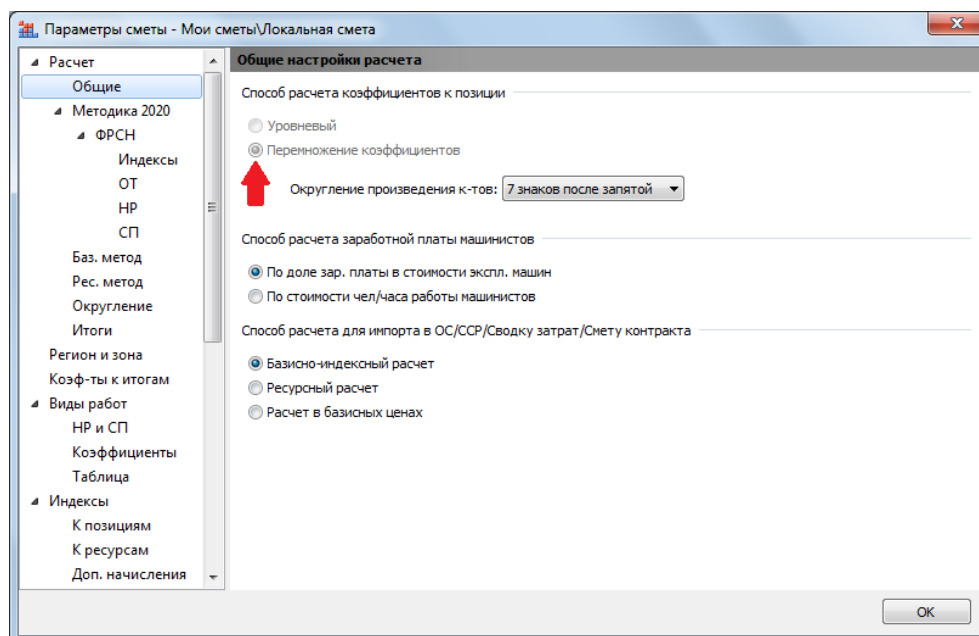 Параметры сметы - Мои сметы\Локальная смета
Расчет
Общие
Методика 2020
ФРСН
Индексы
ОТ
НР
СП
Баз. метод
Рес. метод
Округление
Итоги
Регион и зона
Коэф-ты к итогам
Виды работ
НР и СП
Коэффициенты
Таблица
Индексы
К позициям
К ресурсам
Доп. начисления
Общие настройки расчета
Способ расчета коэффициентов к позиции
Уровневый
Перемножение коэффициентов
Округление произведения к-тов: 7 знаков после запятой
Способ расчета заработной платы машинистов
По доле зар. платы в стоимости экспл. машин
По стоимости чел/часа работы машинистов
Способ расчета для импорта в ОС/ССР/Сводку затрат/Смету контракта
Базисно-индексный расчет
Ресурсный расчет
Расчет в базисных ценах
OK